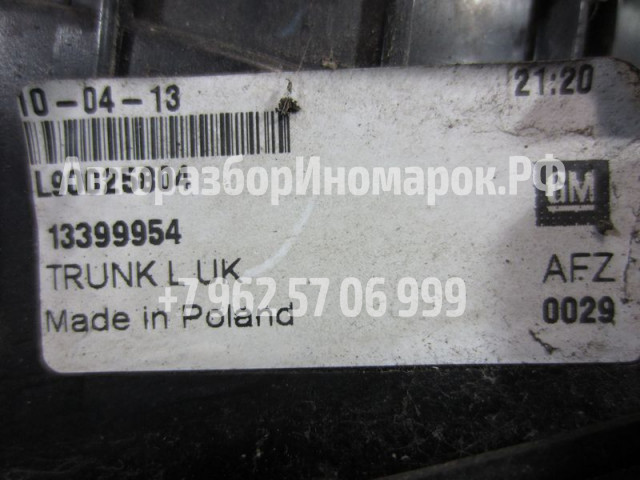 10-04-13
21:20
АвтоРазборИномарок.РФ
GM
13399954
TRUNK L UK
AFZ
+7 962 57 06 999
Made in Poland
0029